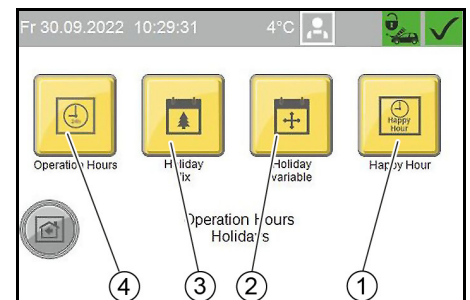 Fr 30.09.2022 10:29:31 4°C
24h
Happy
Hour
Operation Hours
Holiday
fix
Holiday
variable
Happy Hour
Operation Hours
Holidays
4
3
2
1